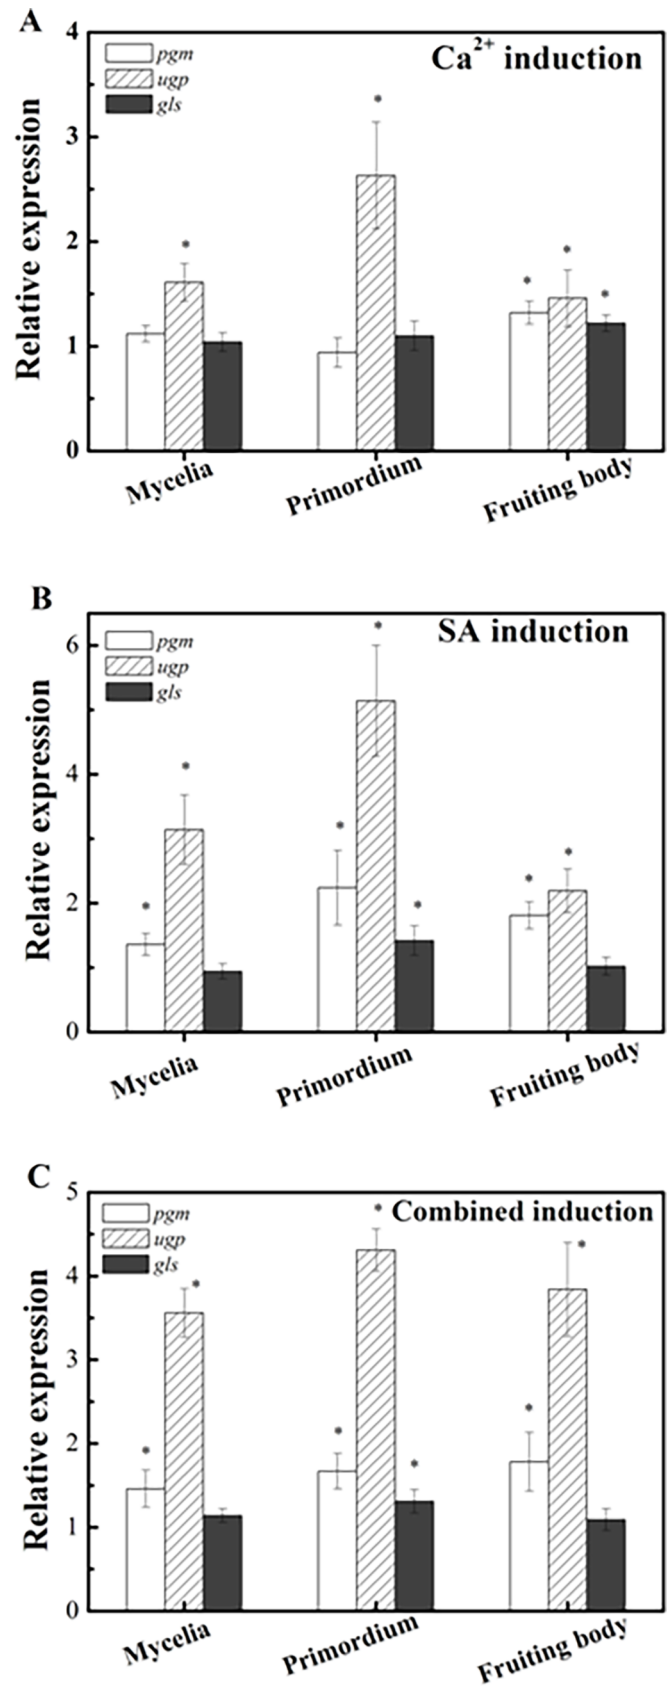 A
Ca²⁺ induction
pgm
ugp
gls
Relative expression
4
3
2
1
0
Mycelia
Primordium
Fruiting body
B
SA induction
pgm
ugp
gls
Relative expression
6
4
2
0
Mycelia
Primordium
Fruiting body
C
Combined induction
pgm
ugp
gls
Relative expression
5
4
3
2
1
0
Mycelia
Primordium
Fruiting body